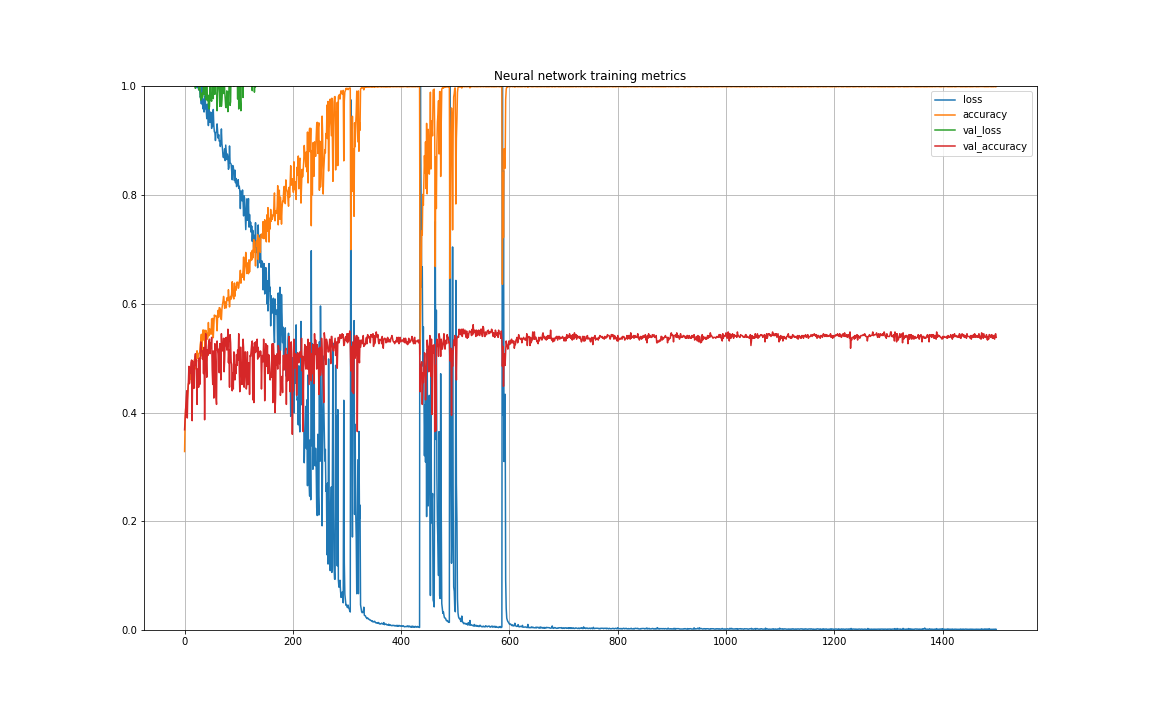 Neural network training metrics
1.0
0.8
0.6
0.4
0.2
0.0
0 200 400 600 800 1000 1200 1400
loss
accuracy
val_loss
val_accuracy